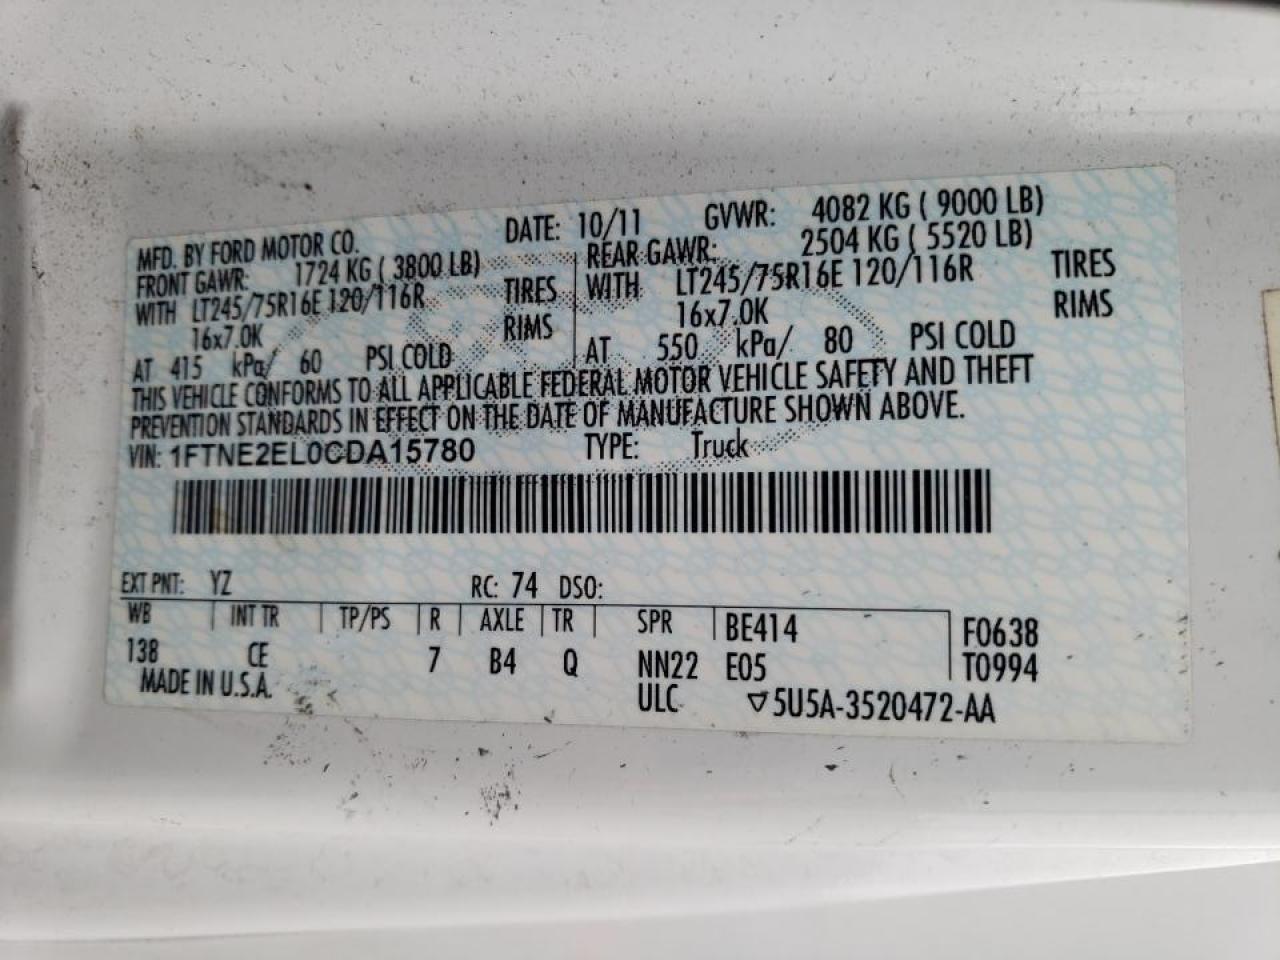 MFD. BY FORD MOTOR CO. DATE: 10/11 GVWR: 4082 KG ( 9000 LB)
FRONT GAWR: 1724 KG ( 3800 LB) REAR GAWR: 2504 KG ( 5520 LB)
WITH LT245/75R16E 120/116R TIRES WITH LT245/75R16E 120/116R TIRES
16x7.0K RIMS 16x7.0K RIMS
AT 415 kPa/ 60 PSI COLD AT 550 kPa/ 80 PSI COLD
THIS VEHICLE CONFORMS TO ALL APPLICABLE FEDERAL MOTOR VEHICLE SAFETY AND THEFT
PREVENTION STANDARDS IN EFFECT ON THE DATE OF MANUFACTURE SHOWN ABOVE.
VIN: 1FTNE2EL0CDA15780 TYPE: Truck
EXT PNT: YZ RC: 74 DSO:
WB INT TR TP/PS R AXLE TR SPR BE414 F0638
138 CE 7 B4 Q NN22 E05 T0994
MADE IN U.S.A. ULC ▽5U5A-3520472-AA